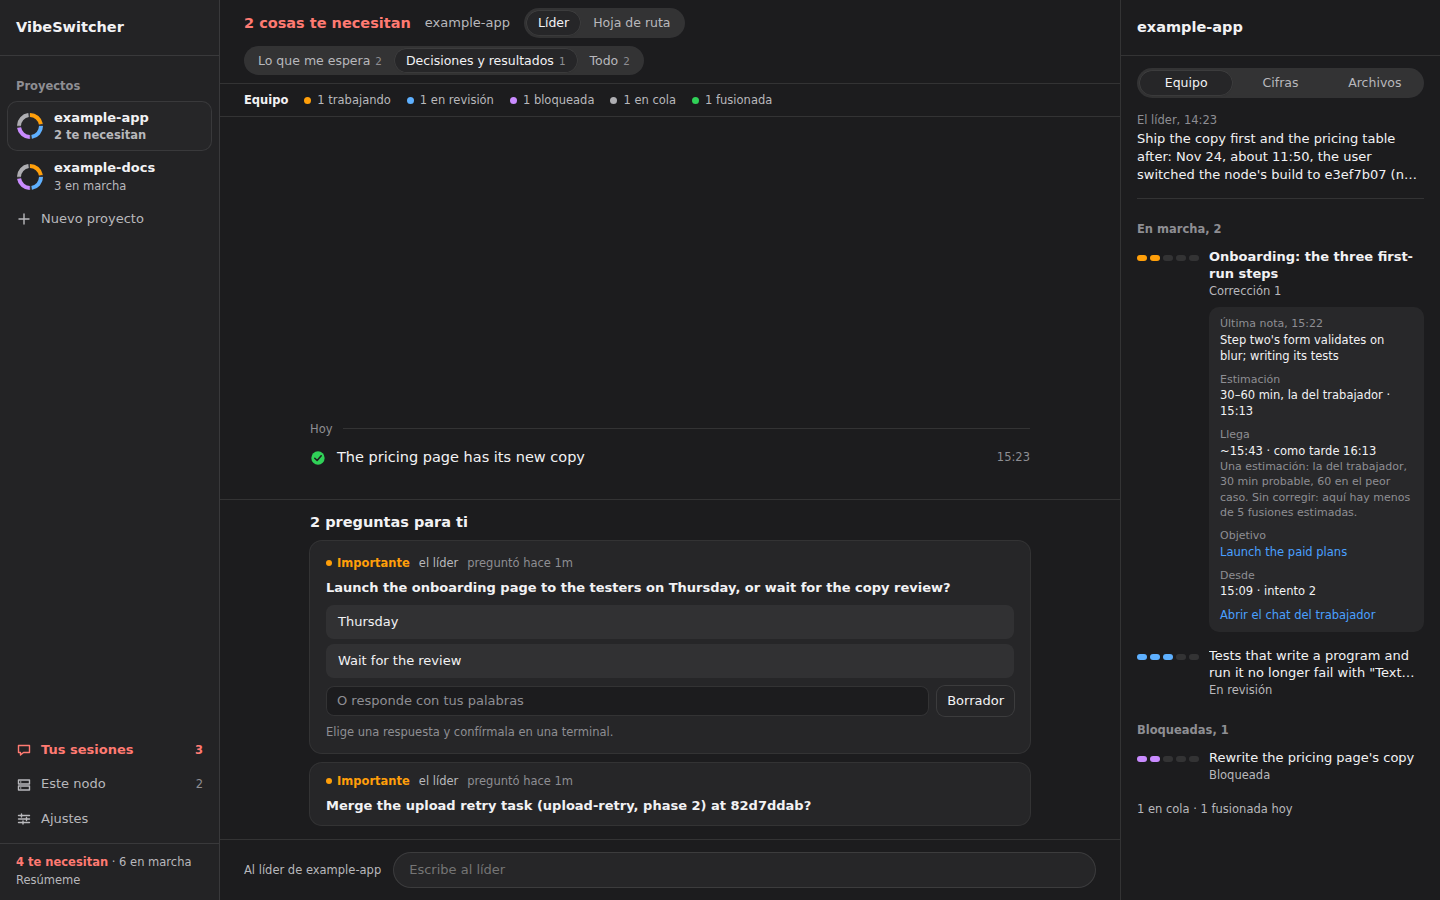 VibeSwitcher
Proyectos
example-app
2 te necesitan
example-docs
3 en marcha
Nuevo proyecto
Tus sesiones 3
Este nodo 2
Ajustes
4 te necesitan · 6 en marcha
Resúmeme
2 cosas te necesitan example-app Líder Hoja de ruta
Lo que me espera 2 Decisiones y resultados 1 Todo 2
Equipo 1 trabajando 1 en revisión 1 bloqueada 1 en cola 1 fusionada
Hoy
The pricing page has its new copy 15:23
2 preguntas para ti
Importante el líder preguntó hace 1m
Launch the onboarding page to the testers on Thursday, or wait for the copy review?
Thursday
Wait for the review
O responde con tus palabras Borrador
Elige una respuesta y confírmala en una terminal.
Importante el líder preguntó hace 1m
Merge the upload retry task (upload-retry, phase 2) at 82d7ddab?
Al líder de example-app Escribe al líder
example-app
Equipo Cifras Archivos
El líder, 14:23
Ship the copy first and the pricing table
after: Nov 24, about 11:50, the user
switched the node's build to e3ef7b07 (n…
En marcha, 2
Onboarding: the three first-
run steps
Corrección 1
Última nota, 15:22
Step two's form validates on
blur; writing its tests
Estimación
30–60 min, la del trabajador ·
15:13
Llega
~15:43 · como tarde 16:13
Una estimación: la del trabajador,
30 min probable, 60 en el peor
caso. Sin corregir: aquí hay menos
de 5 fusiones estimadas.
Objetivo
Launch the paid plans
Desde
15:09 · intento 2
Abrir el chat del trabajador
Tests that write a program and
run it no longer fail with "Text…
En revisión
Bloqueadas, 1
Rewrite the pricing page's copy
Bloqueada
1 en cola · 1 fusionada hoy